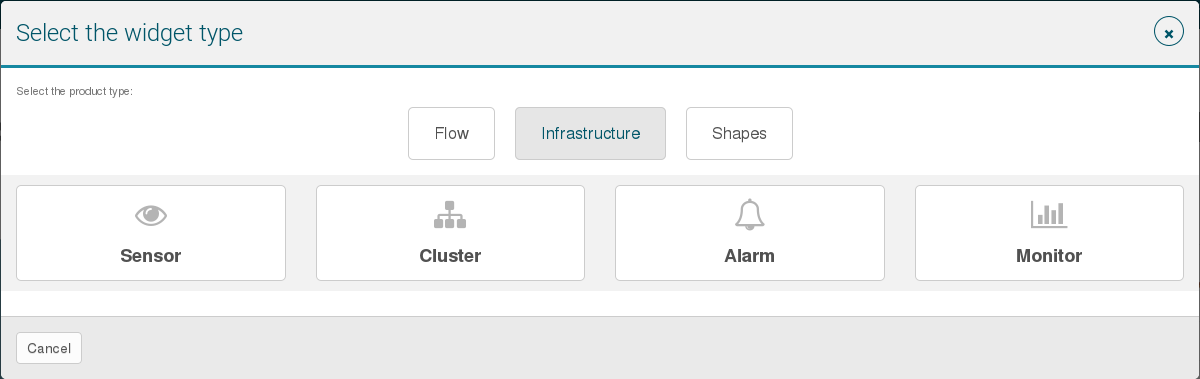 Select the widget type
Select the product type:
Flow Infrastructure Shapes
Sensor Cluster Alarm Monitor
Cancel